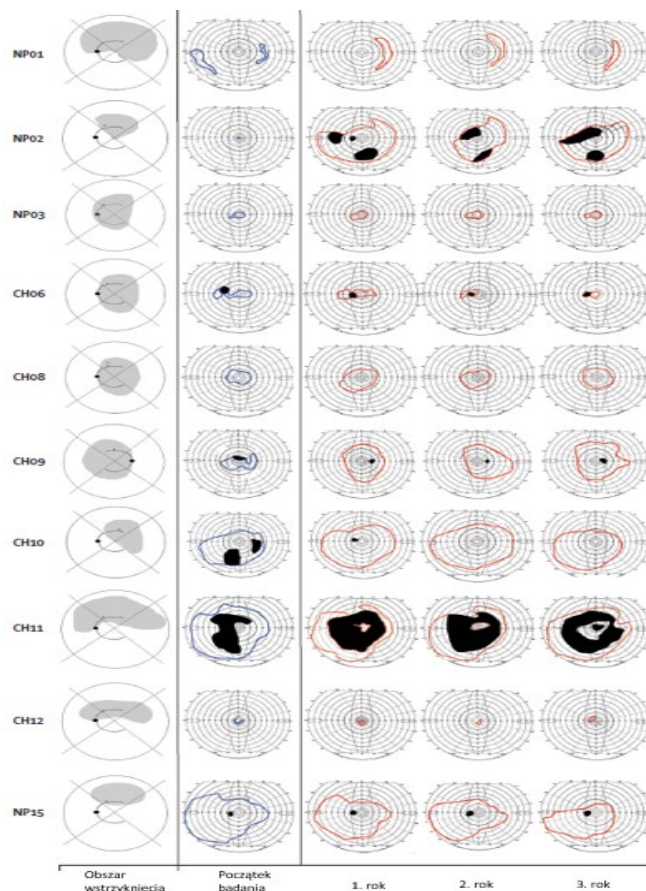 NP01
NP02
NP03
CH06
CH08
CH09
CH10
CH11
CH12
NP15
Obszar wstrzyknięcia
Początek badania
1. rok
2. rok
3. rok